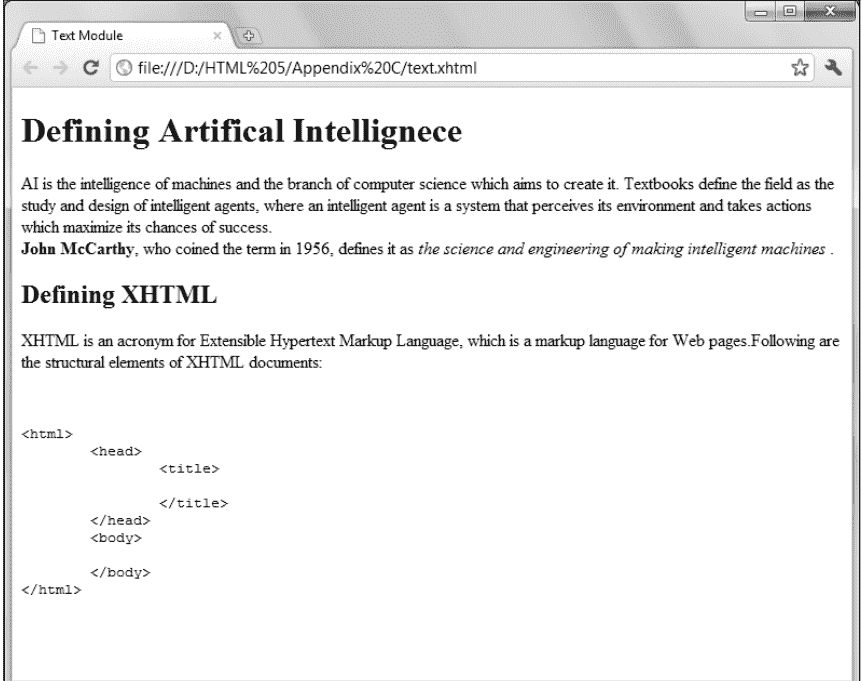 Text Module
file:///D:/HTML%205/Appendix%20C/text.xhtml
Defining Artifical Intellignece
AI is the intelligence of machines and the branch of computer science which aims to create it. Textbooks define the field as the
study and design of intelligent agents, where an intelligent agent is a system that perceives its environment and takes actions
which maximize its chances of success.
John McCarthy, who coined the term in 1956, defines it as the science and engineering of making intelligent machines .
Defining XHTML
XHTML is an acronym for Extensible Hypertext Markup Language, which is a markup language for Web pages.Following are
the structural elements of XHTML documents:
<html>
<head>
<title>
</title>
</head>
<body>
</body>
</html>